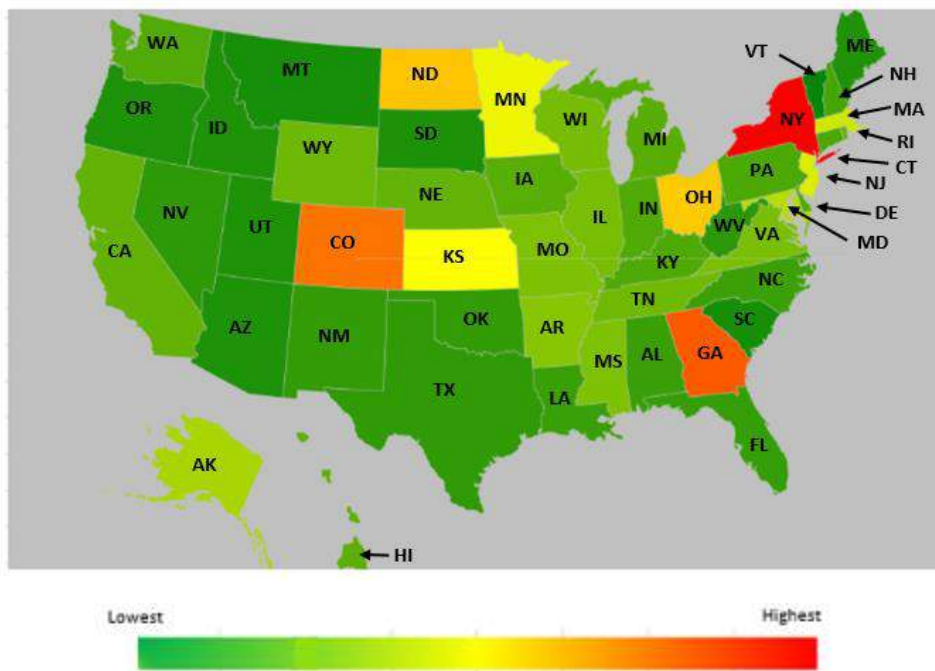 WA
MT
ND
MN
VT
ME
NH
OR
ID
SD
WI
MI
NY
MA
WY
RI
IA
PA
CT
NE
NJ
NV
UT
CO
IL
IN
OH
WV
DE
CA
KS
MO
VA
MD
KY
NC
TN
AZ
NM
OK
AR
SC
MS
AL
GA
TX
LA
FL
AK
HI
Lowest Highest